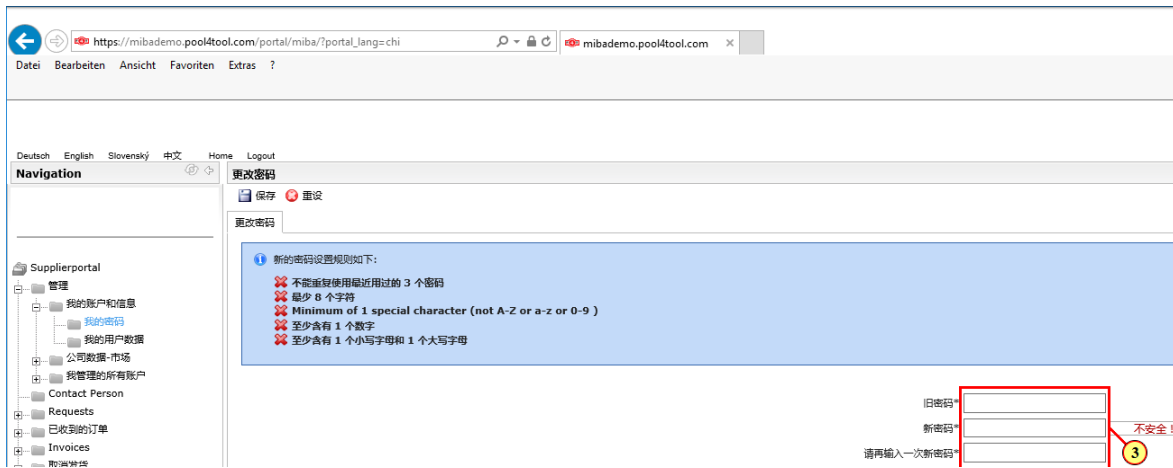 https://mibademo.pool4tool.com/portal/miba/?portal_lang=chi
mibademo.pool4tool.com
Datei Bearbeiten Ansicht Favoriten Extras ?
Deutsch English Slovenský 中文 Home Logout
Navigation
更改密码
保存 重设
更改密码
新的密码设置规则如下:
不能重复使用最近用过的 3 个密码
最少 8 个字符
Minimum of 1 special character (not A-Z or a-z or 0-9 )
至少含有 1 个数字
至少含有 1 个小写字母和 1 个大写字母
Supplierportal
管理
我的账户和信息
我的密码
我的用户数据
公司数据-市场
我管理的所有账户
Contact Person
Requests
已收到的订单
Invoices
取消发货
旧密码*
新密码*
不安全!
请再输入一次新密码*
3